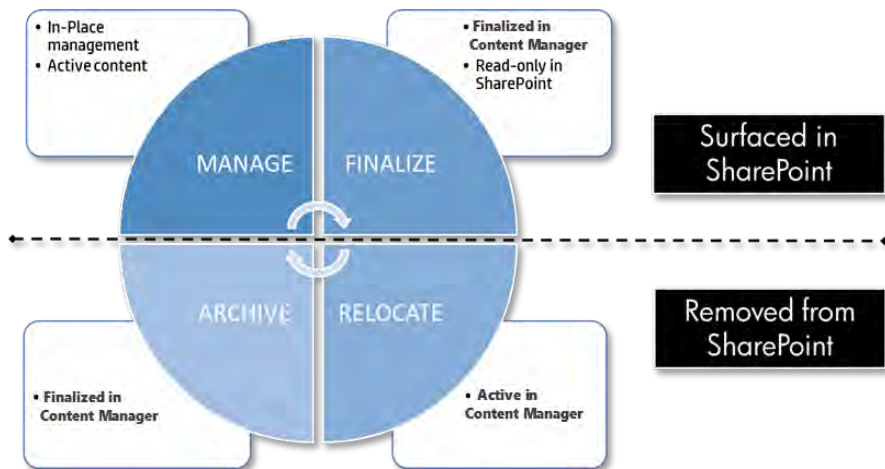 • In-Place
management
• Active content
• Finalized in
Content Manager
• Read-only in
SharePoint
MANAGE
FINALIZE
Surfaced in
SharePoint
ARCHIVE
RELOCATE
Removed from
SharePoint
• Finalized in
Content Manager
• Active in
Content Manager